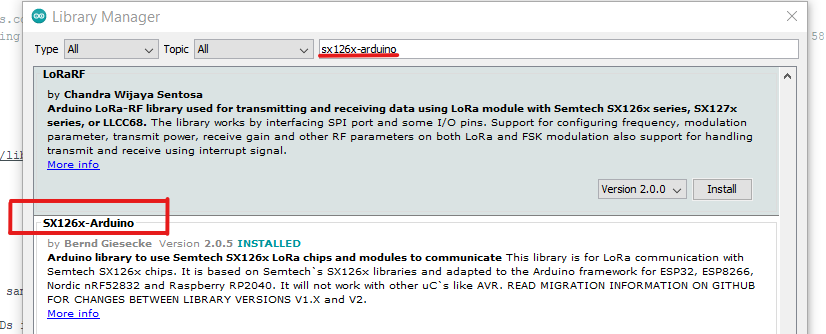 Library Manager
s.co
Type All Topic All sx126x-arduino
ing 58
LoRaRF
by Chandra Wijaya Sentosa
Arduino LoRa-RF library used for transmitting and receiving data using LoRa module with Semtech SX126x series, SX127x
series, or LLCC68. The library works by interfacing SPI port and some I/O pins. Support for configuring frequency, modulation
parameter, transmit power, receive gain and other RF parameters on both LoRa and FSK modulation also support for handling
transmit and receive using interrupt signal.
/lib
More info
Version 2.0.0 Install
SX126x-Arduino
by Bernd Giesecke Version 2.0.5 INSTALLED
Arduino library to use Semtech SX126x LoRa chips and modules to communicate This library is for LoRa communication with
Semtech SX126x chips. It is based on Semtech`s SX126x libraries and adapted to the Arduino framework for ESP32, ESP8266,
Nordic nRF52832 and Raspberry RP2040. It will not work with other uC`s like AVR. READ MIGRATION INFORMATION ON GITHUB
sam
FOR CHANGES BETWEEN LIBRARY VERSIONS V1.X and V2.
More info
Ds